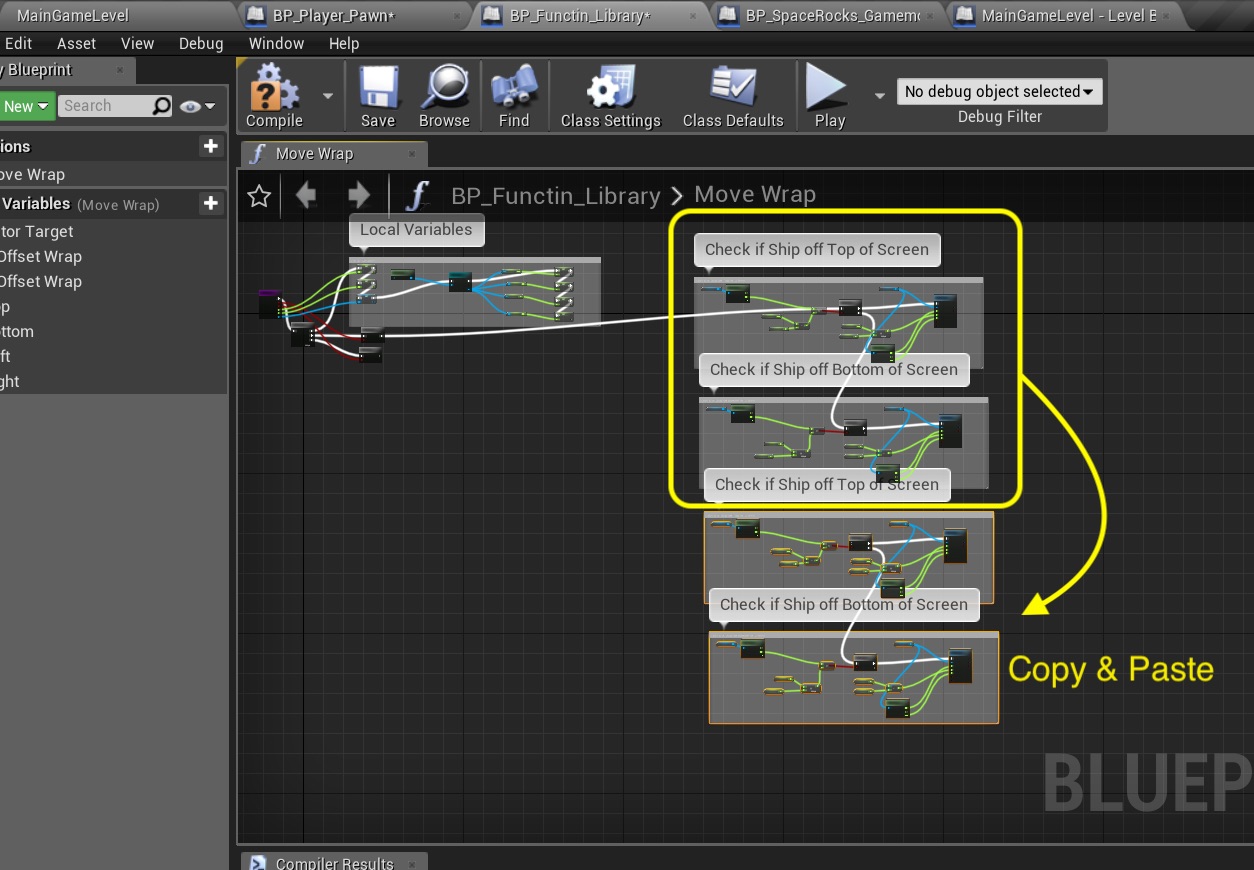 MainGameLevel
BP_Player_Pawn*
BP_Functin_Library*
BP_SpaceRocks_Gamemo
MainGameLevel - Level B
Edit Asset View Debug Window Help
y Blueprint
New
Search
Compile
Save
Browse
Find
Class Settings
Class Defaults
Play
No debug object selected
Debug Filter
ions
ove Wrap
Variables (Move Wrap)
tor Target
Offset Wrap
Offset Wrap
op
ottom
ft
ght
Move Wrap
BP_Functin_Library > Move Wrap
Local Variables
Check if Ship off Top of Screen
Check if Ship off Bottom of Screen
Check if Ship off Top of Screen
Check if Ship off Bottom of Screen
Copy & Paste
BLUEP
Compiler Results